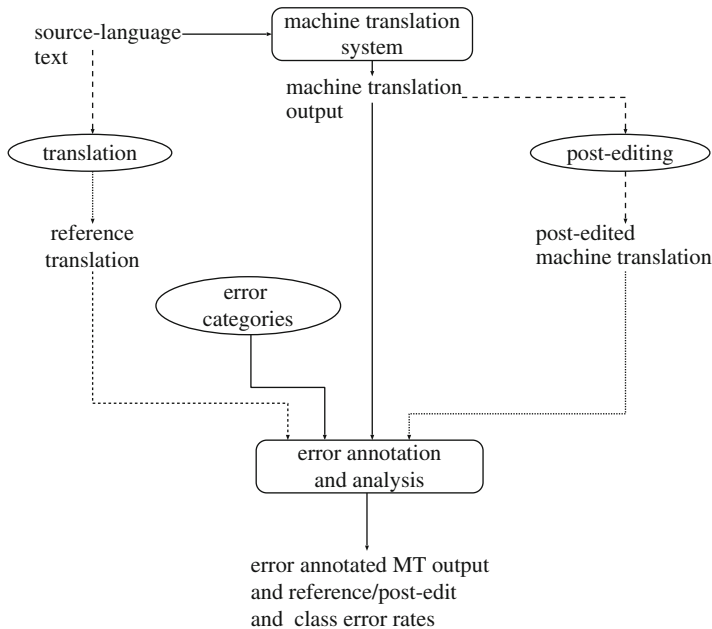 source-language
text
machine translation
system
machine translation
output
translation
post-editing
reference
translation
post-edited
machine translation
error
categories
error annotation
and analysis
error annotated MT output
and reference/post-edit
and class error rates